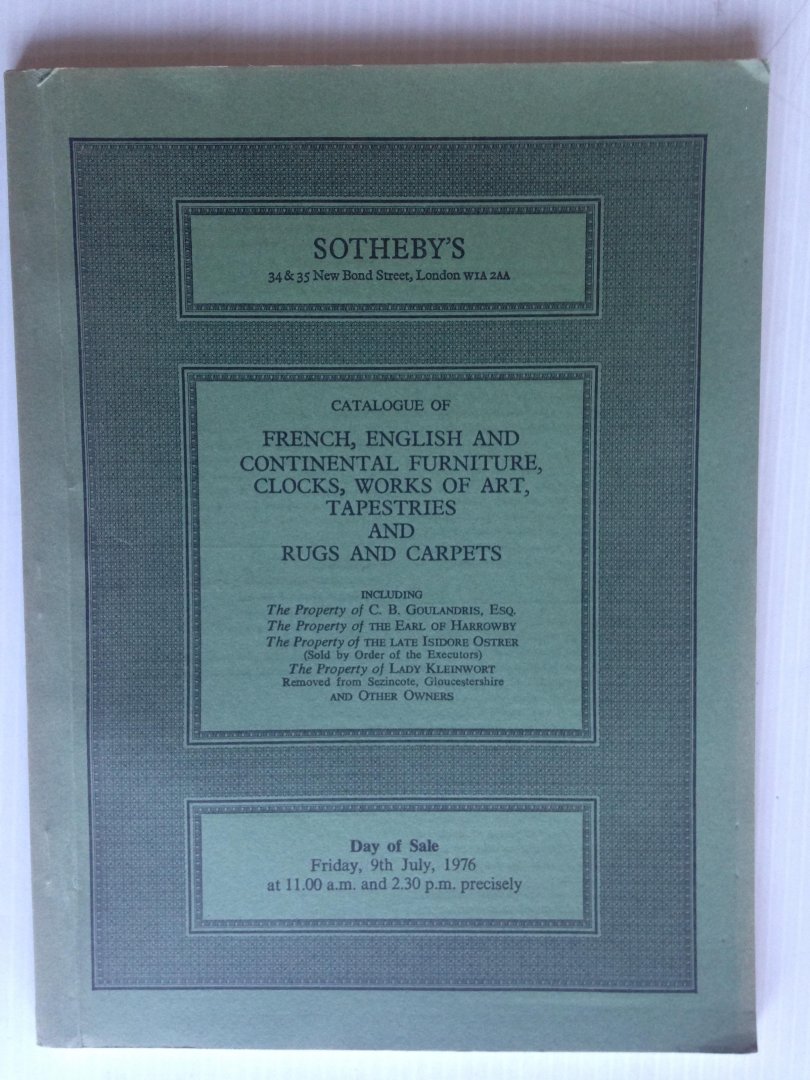 SOTHEBY'S
34 & 35 New Bond Street, London W1A 2AA
CATALOGUE OF
FRENCH, ENGLISH AND
CONTINENTAL FURNITURE,
CLOCKS, WORKS OF ART,
TAPESTRIES
AND
RUGS AND CARPETS
INCLUDING
The Property of C. B. GOULANDRIS, ESQ.
The Property of THE EARL OF HARROWBY
The Property of THE LATE ISIDORE OSTRER
(Sold by Order of the Executors)
The Property of LADY KLEINWORT
Removed from Sezincote, Gloucestershire
AND OTHER OWNERS
Day of Sale
Friday, 9th July, 1976
at 11.00 a.m. and 2.30 p.m. precisely